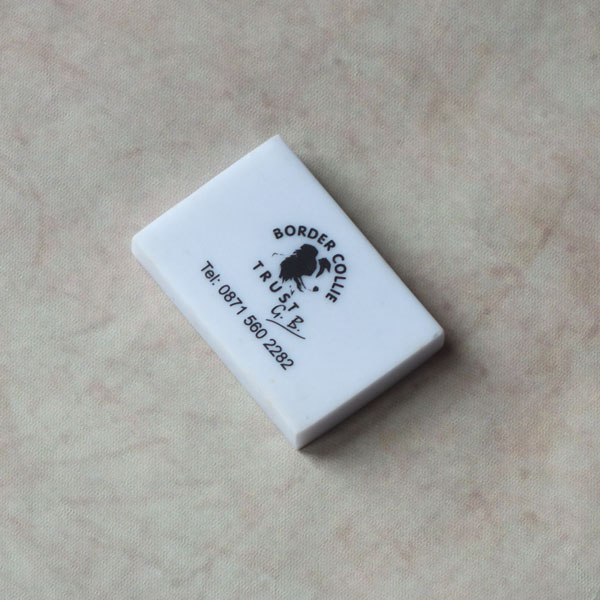 BORDER COLLIE
TRUST
G.B.
Tel: 0871 560 2282